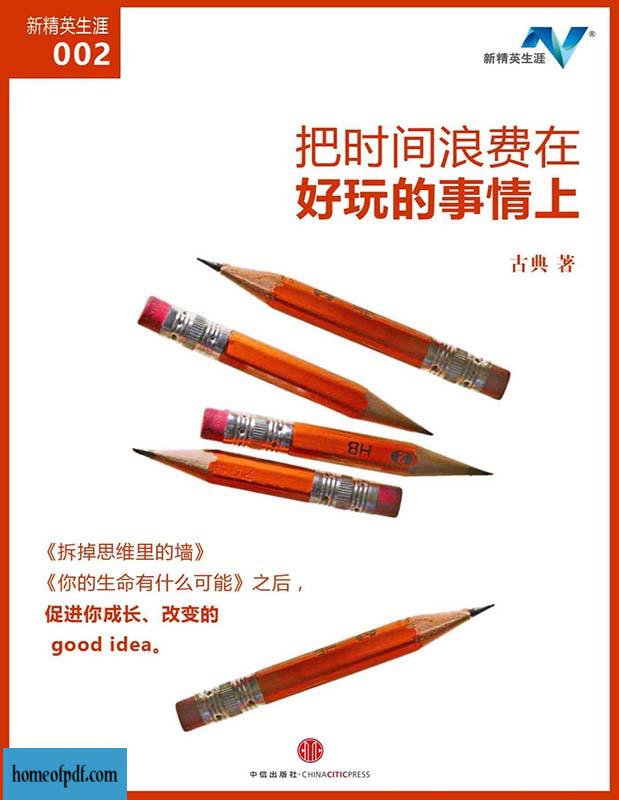 新精英生涯
002
新精英生涯®
把时间浪费在
好玩的事情上
古典 著
HB
2
《拆掉思维里的墙》
《你的生命有什么可能》之后，
促进你成长、改变的
good idea。
中信出版社·CHINACITICPRESS
homeofpdf.com